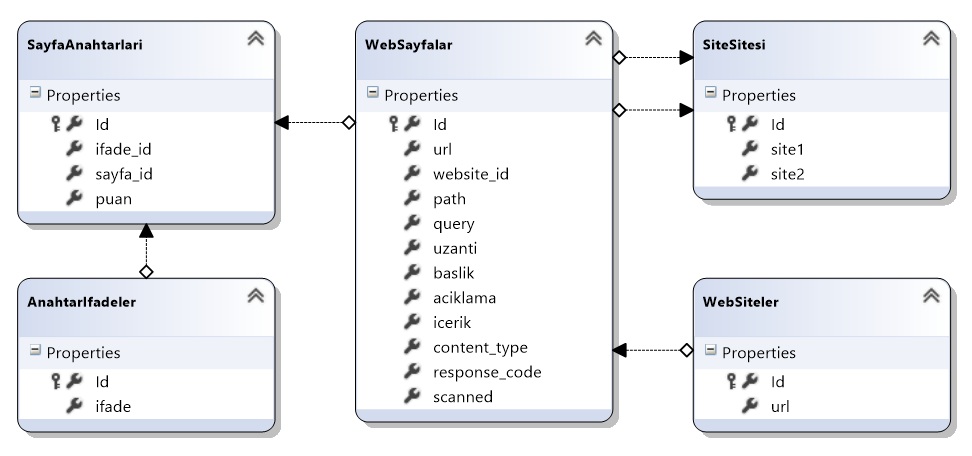 SayfaAnahtarlari
Properties
Id
ifade_id
sayfa_id
puan
AnahtarIfadeler
Properties
Id
ifade
WebSayfalar
Properties
Id
url
website_id
path
query
uzanti
baslik
aciklama
icerik
content_type
response_code
scanned
SiteSitesi
Properties
Id
site1
site2
WebSiteler
Properties
Id
url